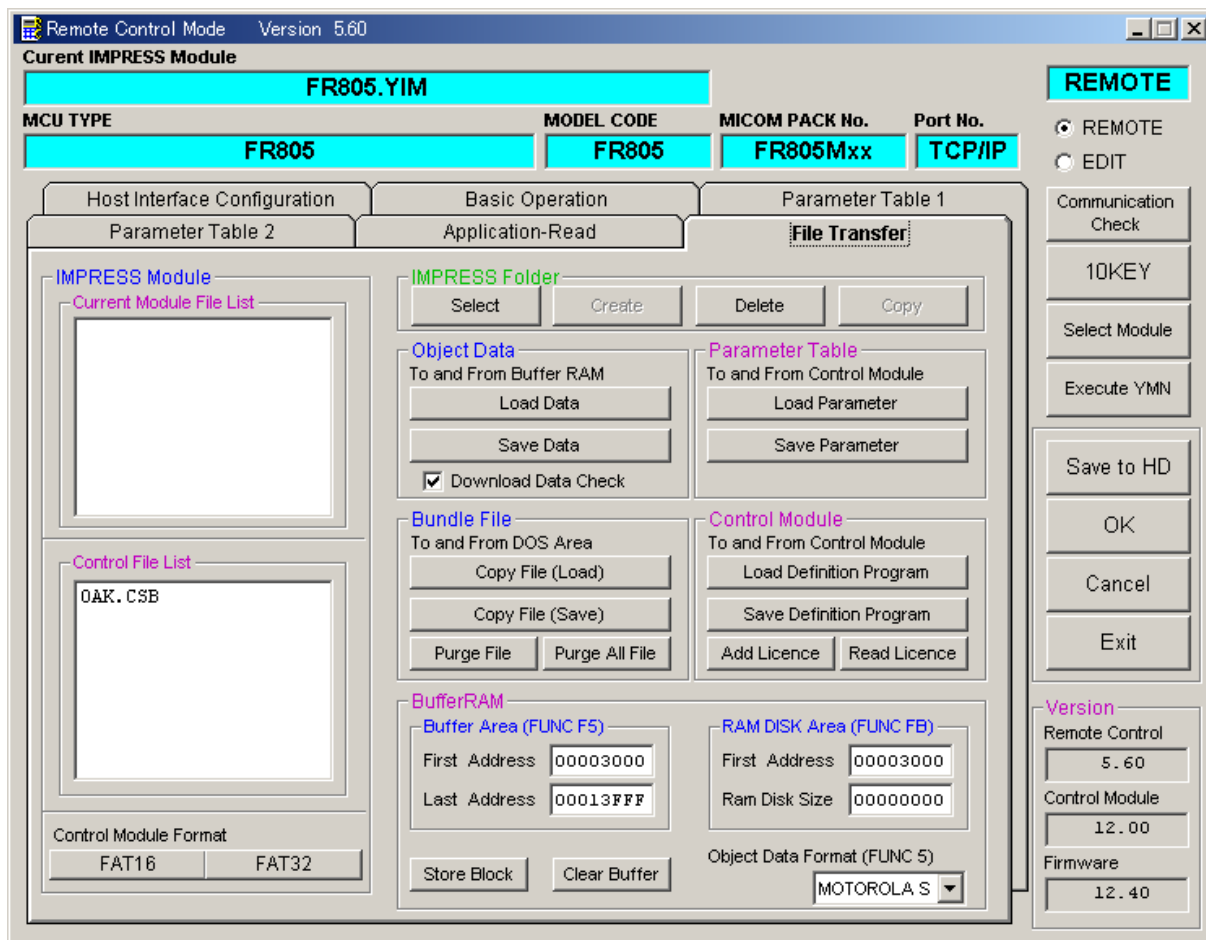 Remote Control Mode Version 5.60
Curent IMPRESS Module
FR805.YIM
REMOTE
MCU TYPE
MODEL CODE
MICOM PACK No.
Port No.
FR805
FR805
FR805Mxx
TCP/IP
REMOTE
EDIT
Host Interface Configuration
Basic Operation
Parameter Table 1
Parameter Table 2
Application-Read
File Transfer
Communication
Check
10KEY
Select Module
Execute YMN
IMPRESS Module
Current Module File List
Control File List
OAK.CSB
Control Module Format
FAT16
FAT32
IMPRESS Folder
Select
Create
Delete
Copy
Object Data
To and From Buffer RAM
Load Data
Save Data
Download Data Check
Parameter Table
To and From Control Module
Load Parameter
Save Parameter
Bundle File
To and From DOS Area
Copy File (Load)
Copy File (Save)
Purge File
Purge All File
Control Module
To and From Control Module
Load Definition Program
Save Definition Program
Add Licence
Read Licence
BufferRAM
Buffer Area (FUNC F5)
First Address
00003000
Last Address
00013FFF
RAM DISK Area (FUNC FB)
First Address
00003000
Ram Disk Size
00000000
Store Block
Clear Buffer
Object Data Format (FUNC 5)
MOTOROLA S
Save to HD
OK
Cancel
Exit
Version
Remote Control
5.60
Control Module
12.00
Firmware
12.40